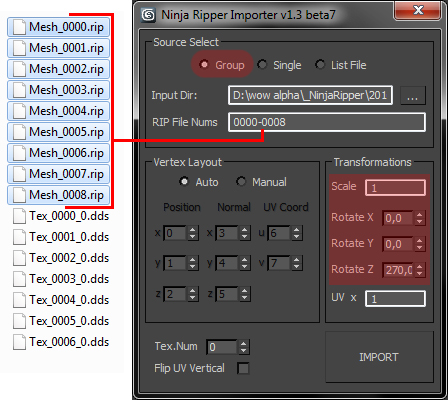 Mesh_0000.rip
Mesh_0001.rip
Mesh_0002.rip
Mesh_0003.rip
Mesh_0004.rip
Mesh_0005.rip
Mesh_0006.rip
Mesh_0007.rip
Mesh_0008.rip
Tex_0000_0.dds
Tex_0001_0.dds
Tex_0002_0.dds
Tex_0003_0.dds
Tex_0004_0.dds
Tex_0005_0.dds
Tex_0006_0.dds
Ninja Ripper Importer v1.3 beta7
Source Select
Group Single List File
Input Dir: D:\wow alpha\_NinjaRipper\201 ...
RIP File Nums 0000-0008
Vertex Layout
Auto Manual
Position Normal UV Coord
x 0 x 3 u 6
y 1 y 4 v 7
z 2 z 5
Transformations
Scale 1
Rotate X 0,0
Rotate Y 0,0
Rotate Z 270,0
UV x 1
Tex.Num 0
Flip UV Vertical
IMPORT